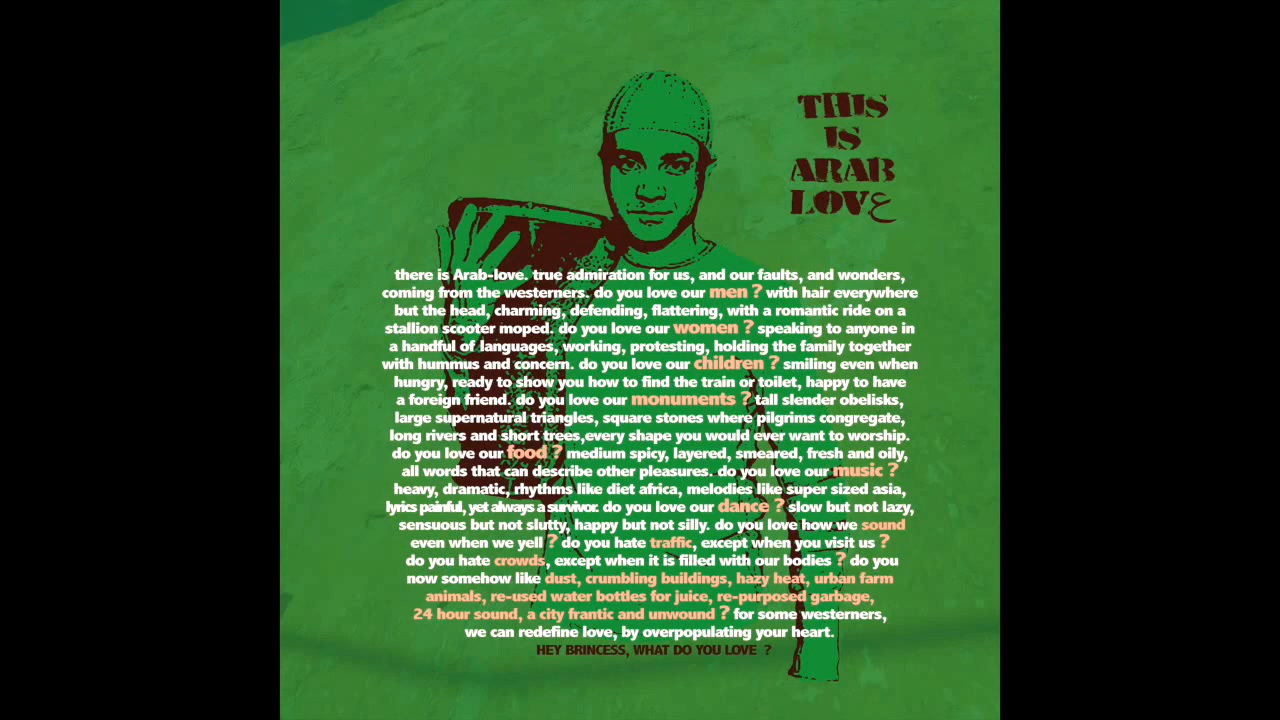 THIS
IS
ARAB
LOVε
there is Arab-love. true admiration for us, and our faults, and wonders,
coming from the westerners. do you love our men ? with hair everywhere
but the head, charming, defending, flattering, with a romantic ride on a
stallion scooter moped. do you love our women ? speaking to anyone in
a handful of languages, working, protesting, holding the family together
with hummus and concern. do you love our children ? smiling even when
hungry, ready to show you how to find the train or toilet, happy to have
a foreign friend. do you love our monuments ? tall slender obelisks,
large supernatural triangles, square stones where pilgrims congregate,
long rivers and short trees,every shape you would ever want to worship.
do you love our food ? medium spicy, layered, smeared, fresh and oily,
all words that can describe other pleasures. do you love our music ?
heavy, dramatic, rhythms like diet africa, melodies like super sized asia,
lyrics painful, yet always a survivor. do you love our dance ? slow but not lazy,
sensuous but not slutty, happy but not silly. do you love how we sound
even when we yell ? do you hate traffic, except when you visit us ?
do you hate crowds, except when it is filled with our bodies ? do you
now somehow like dust, crumbling buildings, hazy heat, urban farm
animals, re-used water bottles for juice, re-purposed garbage,
24 hour sound, a city frantic and unwound ? for some westerners,
we can redefine love, by overpopulating your heart.
HEY BRINCESS, WHAT DO YOU LOVE ?